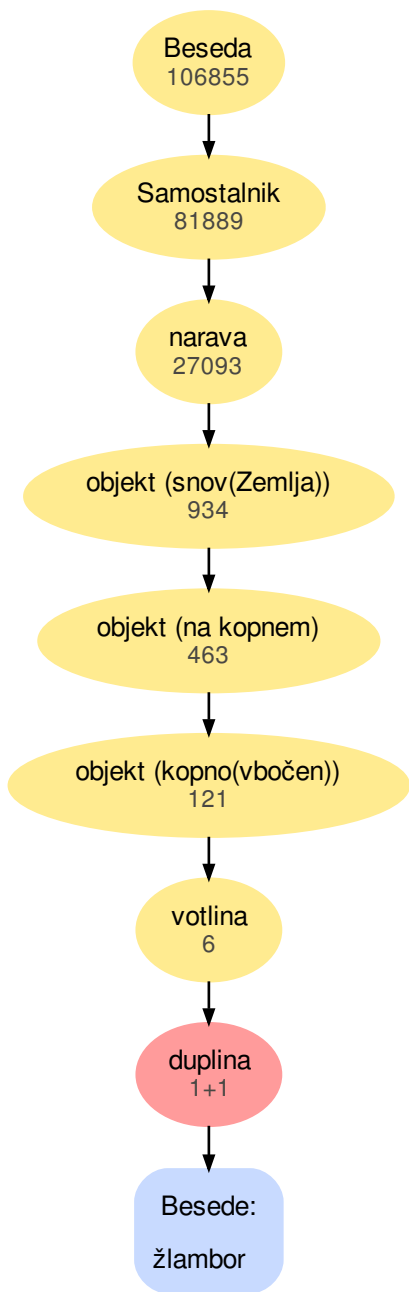 Beseda
106855
Samostalnik
81889
narava
27093
objekt (snov(Zemlja))
934
objekt (na kopnem)
463
objekt (kopno(vbočen))
121
votlina
6
duplina
1+1
Besede:
žlambor